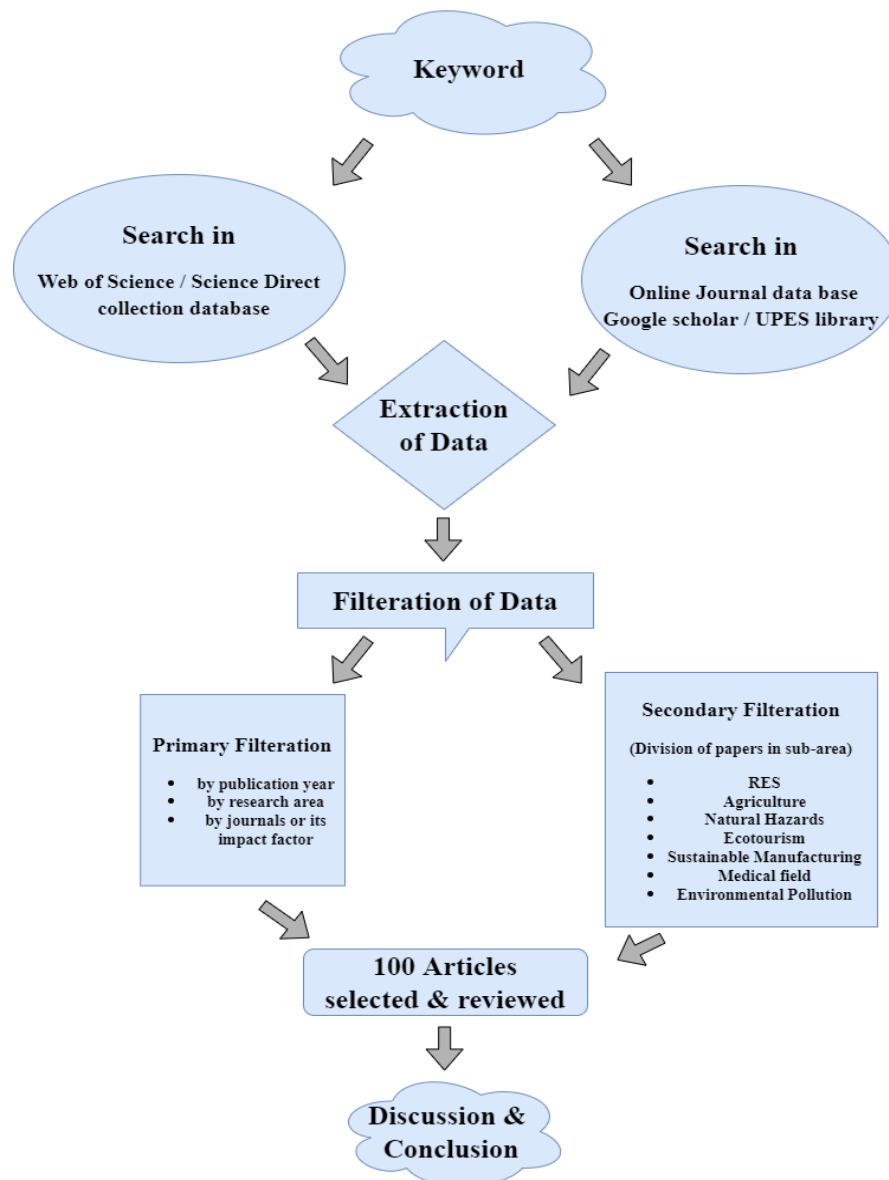 Keyword
Search in
Web of Science / Science Direct
collection database
Search in
Online Journal data base
Google scholar / UPES library
Extraction
of Data
Filteration of Data
Primary Filteration
• by publication year
• by research area
• by journals or its
impact factor
Secondary Filteration
(Division of papers in sub-area)
• RES
• Agriculture
• Natural Hazards
• Ecotourism
• Sustainable Manufacturing
• Medical field
• Environmental Pollution
100 Articles
selected & reviewed
Discussion &
Conclusion